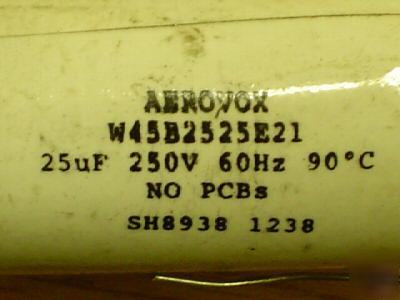 AEROVOX
W45B2525E21
25uF 250V 60Hz 90°C
NO PCBs
SH8938 1238